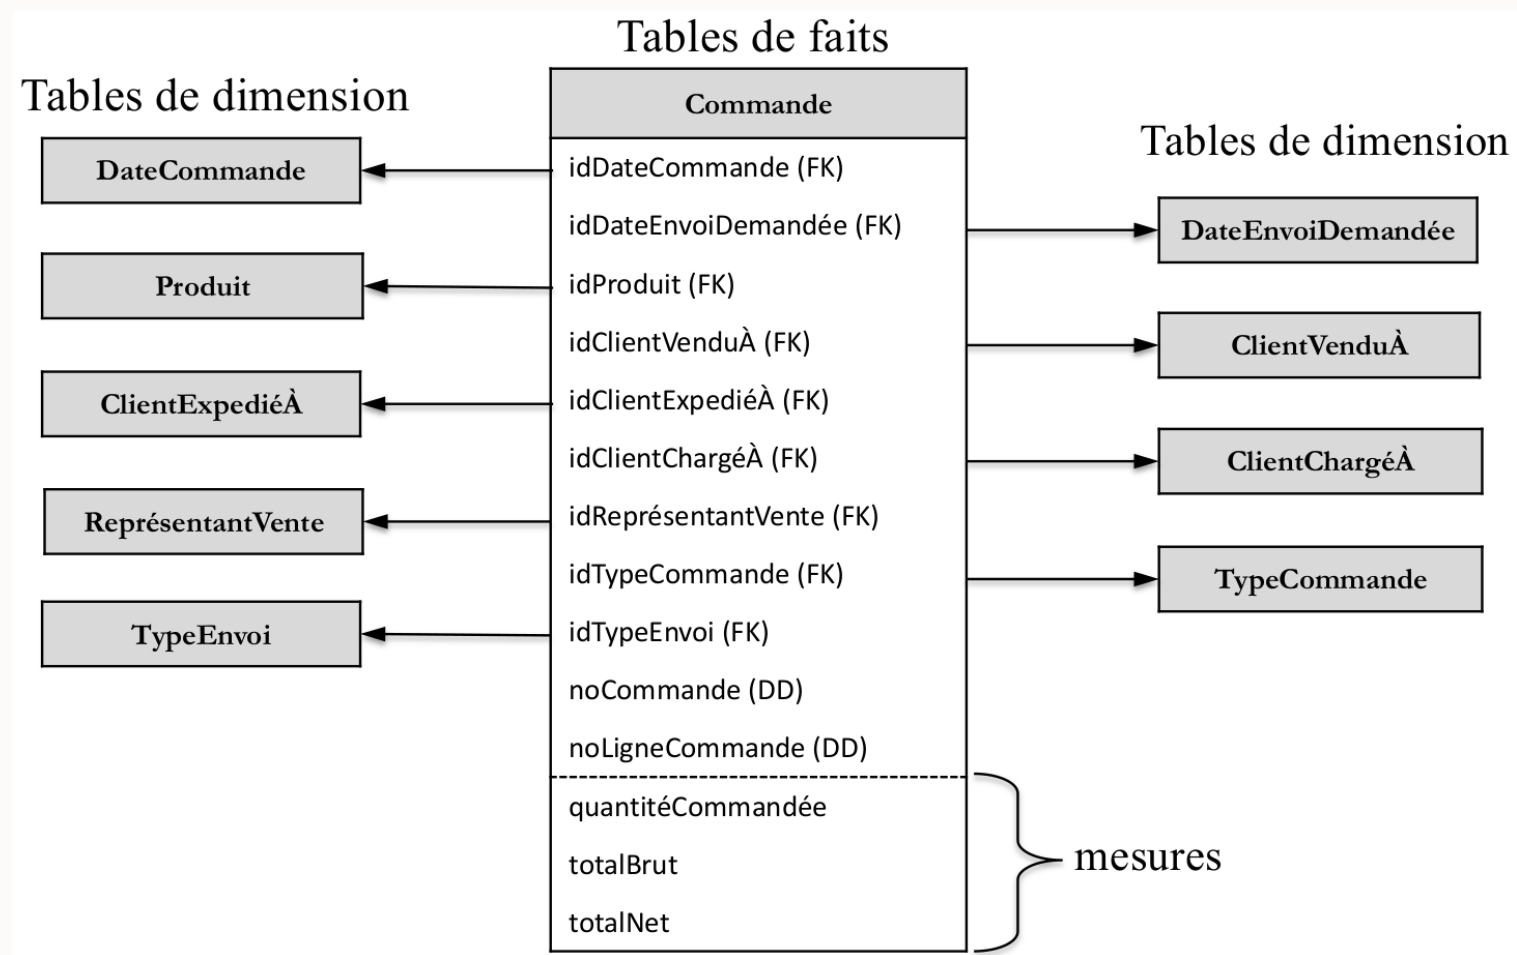 Tables de faits
Tables de dimension
DateCommande
Produit
ClientExpediéÀ
ReprésentantVente
TypeEnvoi
Commande
idDateCommande (FK)
idDateEnvoiDemandée (FK)
idProduit (FK)
idClientVenduÀ (FK)
idClientExpediéÀ (FK)
idClientChargéÀ (FK)
idReprésentantVente (FK)
idTypeCommande (FK)
idTypeEnvoi (FK)
noCommande (DD)
noLigneCommande (DD)
quantitéCommandée
totalBrut
totalNet
Tables de dimension
DateEnvoiDemandée
ClientVenduÀ
ClientChargéÀ
TypeCommande
mesures